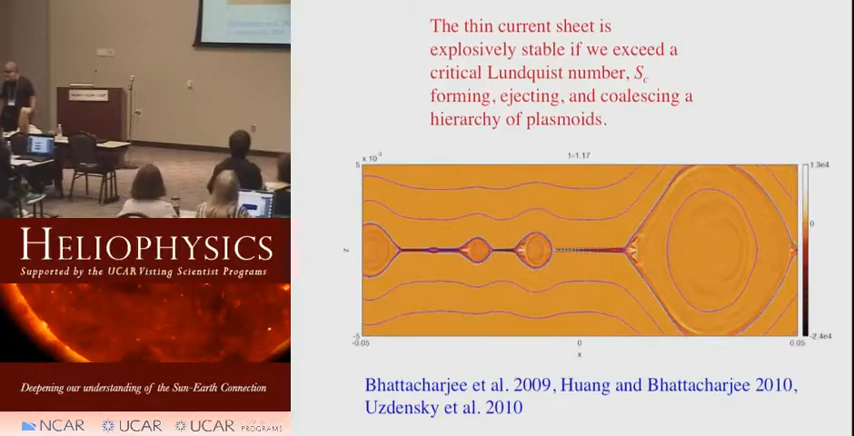 The thin current sheet is
explosively stable if we exceed a
critical Lundquist number, Sc
forming, ejecting, and coalescing a
hierarchy of plasmoids.
5 x 10⁻³
t=1.17
1.3e4
0
z
-5
-2.4e4
-0.05
0
0.05
x
Bhattacharjee et al. 2009, Huang and Bhattacharjee 2010,
Uzdensky et al. 2010
HELIOPHYSICS
Supported by the UCAR Visting Scientist Programs
Deepening our understanding of the Sun-Earth Connection
NCAR
UCAR
UCAR
PROGRAMS